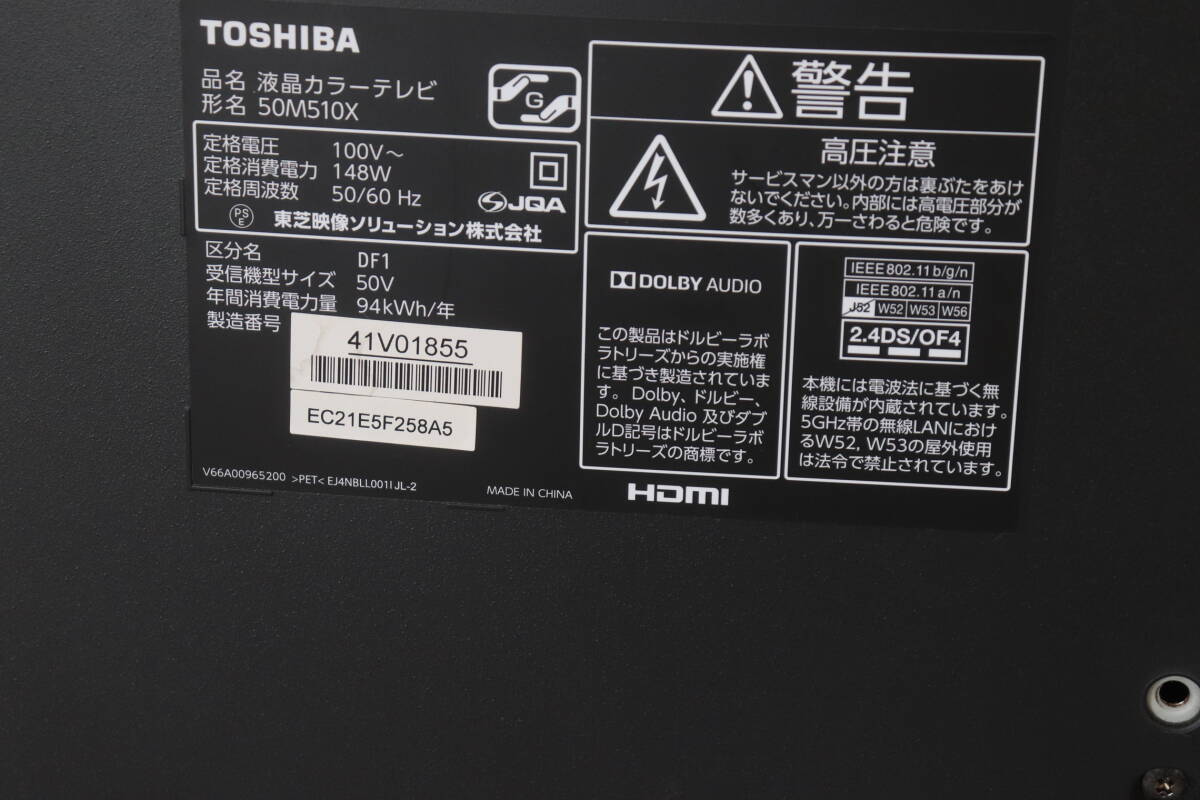 TOSHIBA
品名 液晶カラーテレビ
形名 50M510X
G
定格電圧 100V～
定格消費電力 148W
定格周波数 50/60 Hz
JQA
PS
E
東芝映像ソリューション株式会社
区分名 DF1
受信機型サイズ 50V
年間消費電力量 94kWh/年
製造番号
41V01855
EC21E5F258A5
V66A00965200 >PET< EJ4NBLL001I JL-2
MADE IN CHINA
警告
高圧注意
サービスマン以外の方は裏ぶたをあけ
ないでください。内部には高電圧部分が
数多くあり、万一さわると危険です。
DOLBY AUDIO
この製品はドルビーラボ
ラトリーズからの実施権
に基づき製造されていま
す。 Dolby、ドルビー、
Dolby Audio 及びダブ
ルD記号はドルビーラボ
ラトリーズの商標です。
HDMI
IEEE802.11 b/g/n
IEEE802.11 a/n
J52 W52 W53 W56
2.4DS/OF4
本機には電波法に基づく無
線設備が内蔵されています。
5GHz帯の無線LANにおけ
るW52, W53の屋外使用
は法令で禁止されています。